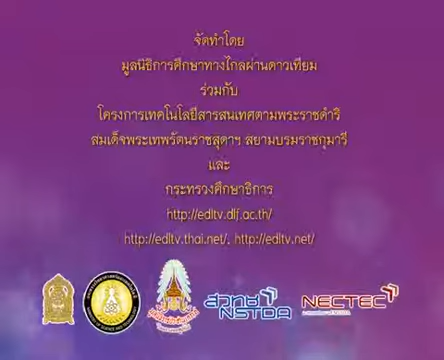 จัดทำโดย
มูลนิธิการศึกษาทางไกลผ่านดาวเทียม
ร่วมกับ
โครงการเทคโนโลยีสารสนเทศตามพระราชดำริ
สมเด็จพระเทพรัตนราชสุดาฯ สยามบรมราชกุมารี
และ
กระทรวงศึกษาธิการ
http://edltv.dlf.ac.th/
http://edltv.thai.net/, http://edltv.net/
สวทช NECTEC
NSTDA